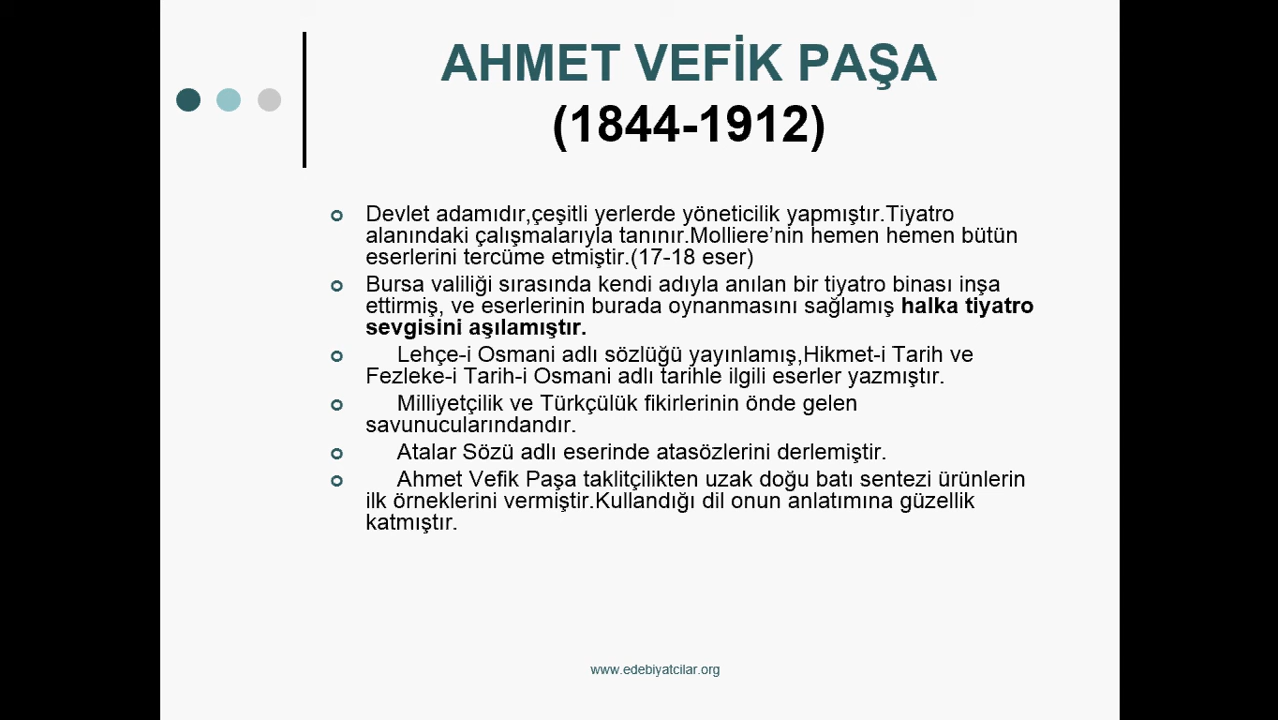 AHMET VEFİK PAŞA
(1844-1912)
Devlet adamıdır,çeşitli yerlerde yöneticilik yapmıştır.Tiyatro
alanındaki çalışmalarıyla tanınır.Molliere’nin hemen hemen bütün
eserlerini tercüme etmiştir.(17-18 eser)
Bursa valiliği sırasında kendi adıyla anılan bir tiyatro binası inşa
ettirmiş, ve eserlerinin burada oynanmasını sağlamış halka tiyatro
sevgisini aşılamıştır.
Lehçe-i Osmani adlı sözlüğü yayınlamış,Hikmet-i Tarih ve
Fezleke-i Tarih-i Osmani adlı tarihle ilgili eserler yazmıştır.
Milliyetçilik ve Türkçülük fikirlerinin önde gelen
savunucularındandır.
Atalar Sözü adlı eserinde atasözlerini derlemiştir.
Ahmet Vefik Paşa taklitçilikten uzak doğu batı sentezi ürünlerin
ilk örneklerini vermiştir.Kullandığı dil onun anlatımına güzellik
katmıştır.
www.edebiyatcilar.org